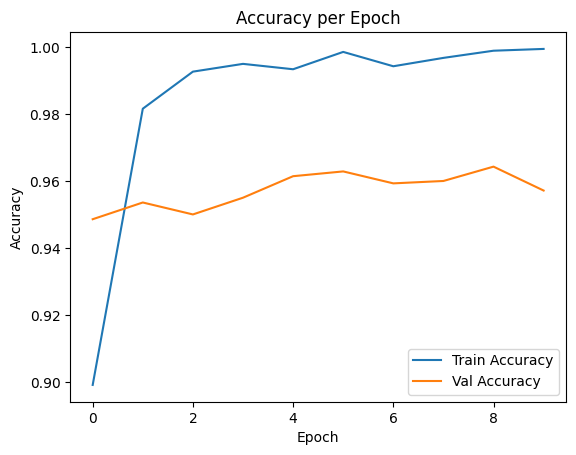 Accuracy per Epoch
1.00
0.98
0.96
0.94
0.92
0.90
Accuracy
0 2 4 6 8
Epoch
Train Accuracy
Val Accuracy